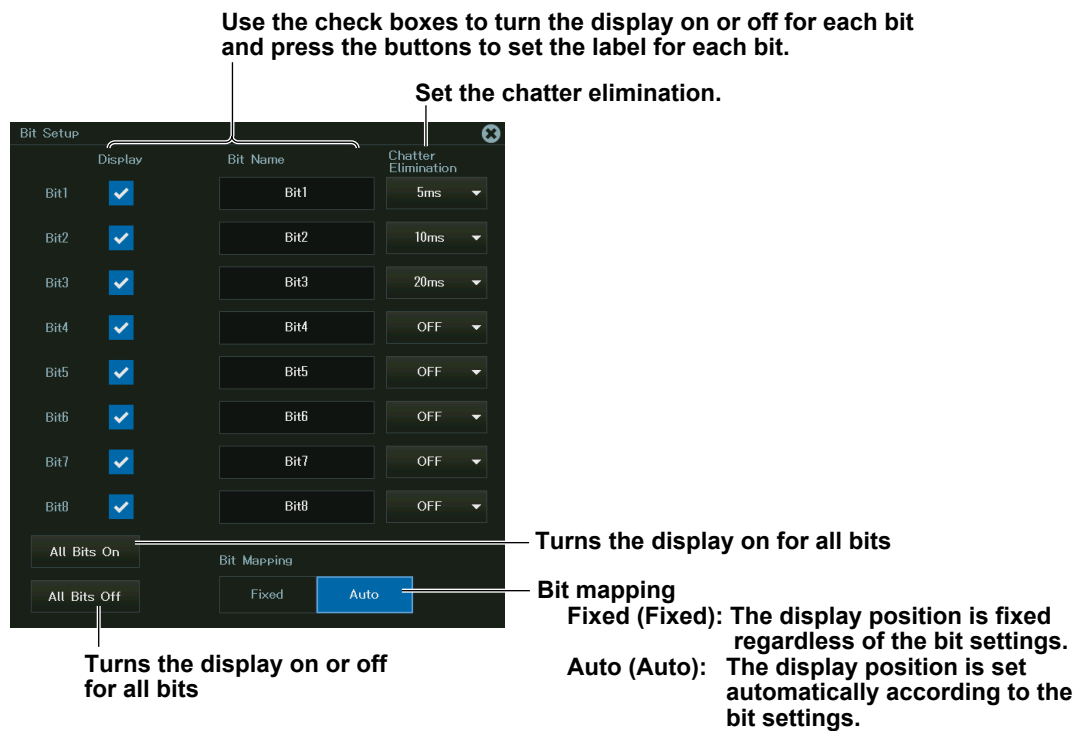 Use the check boxes to turn the display on or off for each bit
and press the buttons to set the label for each bit.
Set the chatter elimination.
Bit Setup
Display Bit Name Chatter
Elimination
Bit1 Bit1 5ms
Bit2 Bit2 10ms
Bit3 Bit3 20ms
Bit4 Bit4 OFF
Bit5 Bit5 OFF
Bit6 Bit6 OFF
Bit7 Bit7 OFF
Bit8 Bit8 OFF
All Bits On
Turns the display on for all bits
Bit Mapping
All Bits Off Fixed Auto
Bit mapping
Fixed (Fixed): The display position is fixed
regardless of the bit settings.
Auto (Auto): The display position is set
automatically according to the
bit settings.
Turns the display on or off
for all bits